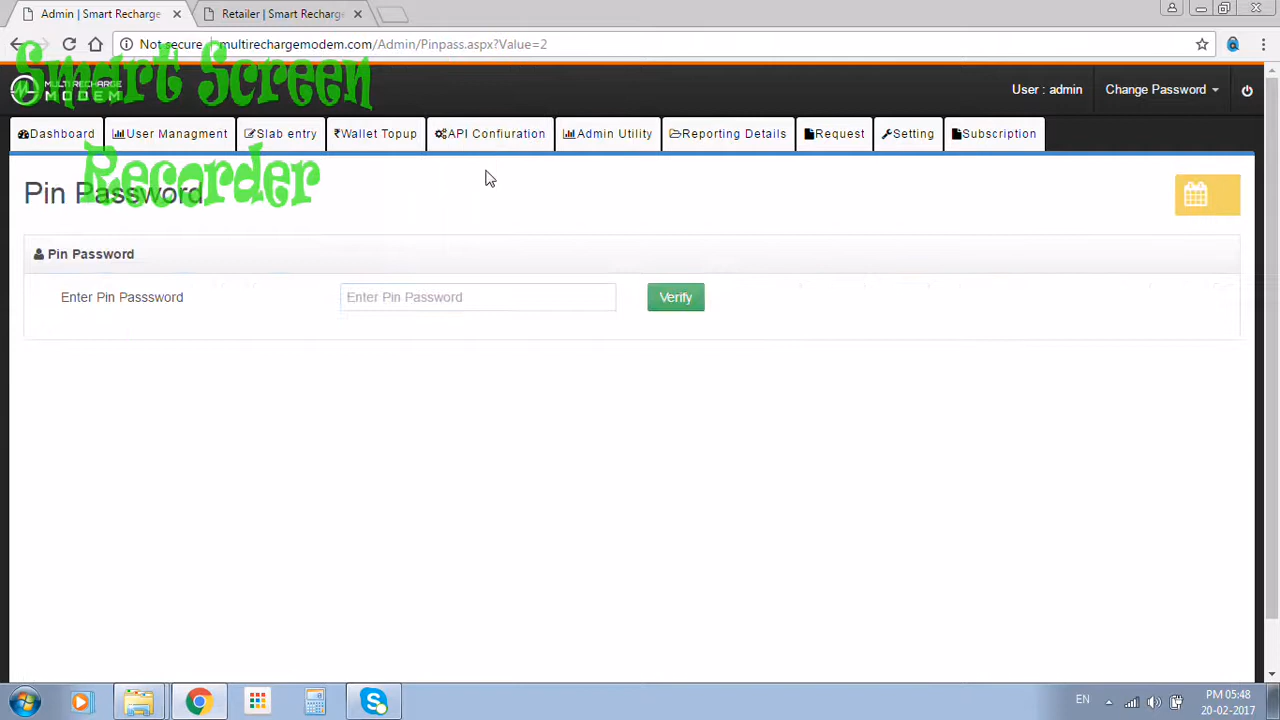 Admin | Smart Recharge
Retailer | Smart Recharg
Not secure | multirechargemodem.com/Admin/Pinpass.aspx?Value=2
Smart Screen
Recorder
MULTI RECHARGE
MODEM
User : admin
Change Password
Dashboard
User Managment
Slab entry
₹Wallet Topup
API Confiuration
Admin Utility
Reporting Details
Request
Setting
Subscription
Pin Password
Pin Password
Enter Pin Passsword
Enter Pin Password
Verify
EN
PM 05:48
20-02-2017